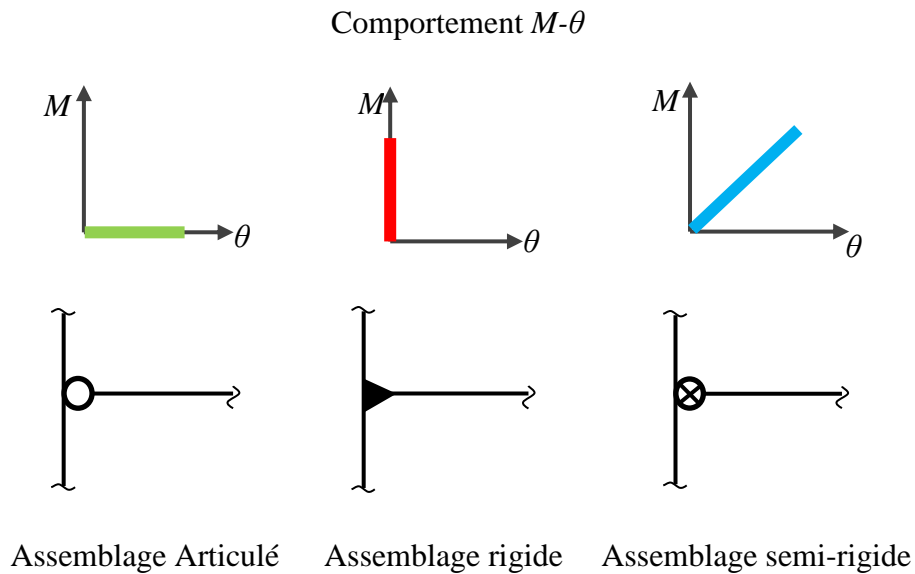 Comportement M-θ
M
θ
M
θ
M
θ
Assemblage Articulé
Assemblage rigide
Assemblage semi-rigide